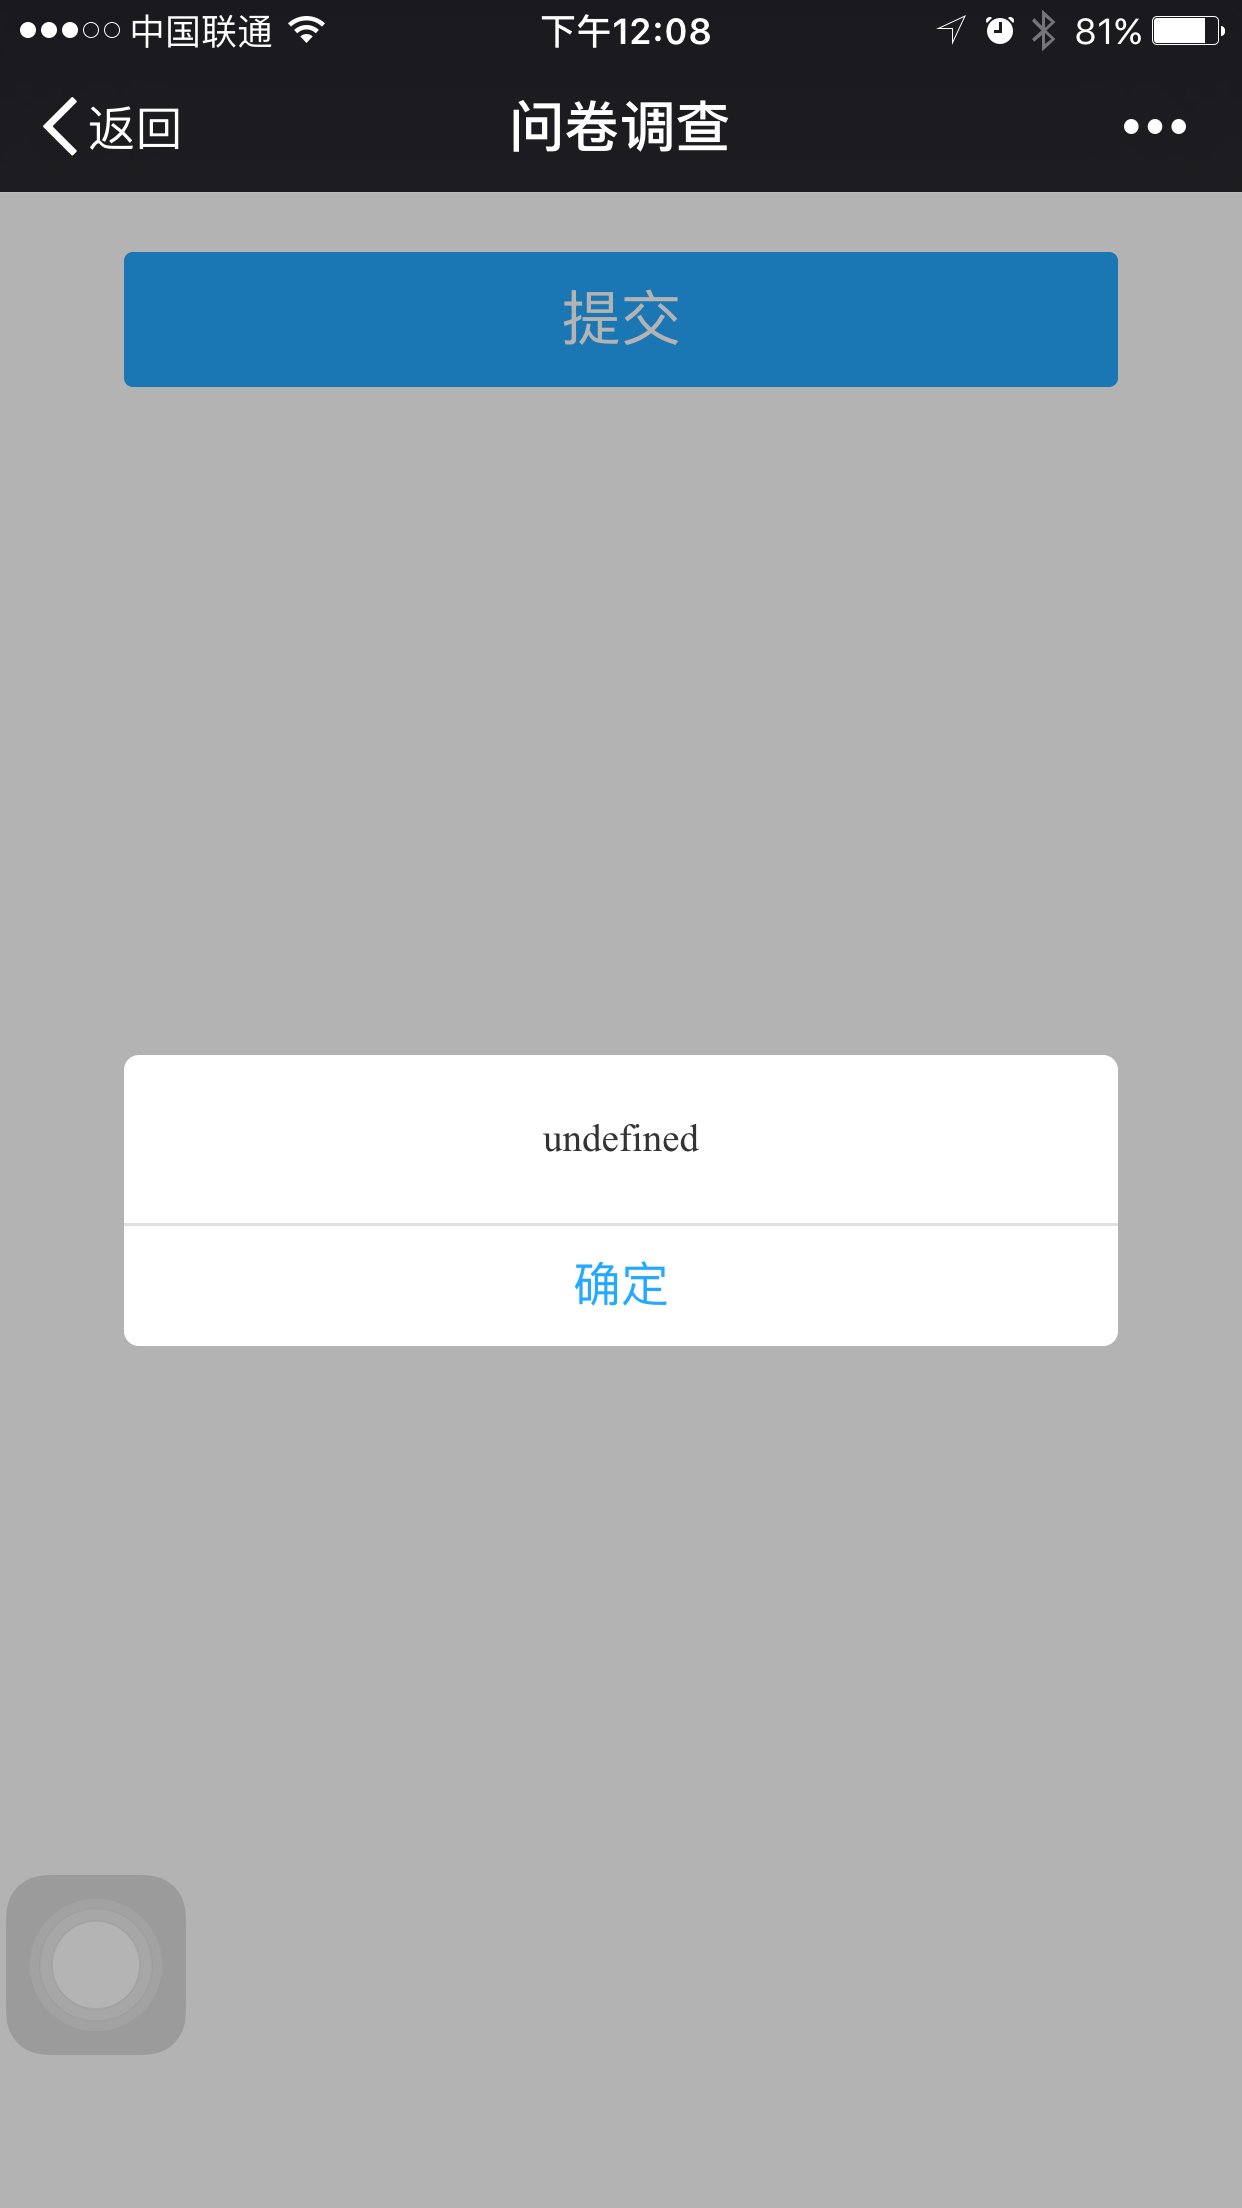 中国联通 下午12:08 81%
返回 问卷调查
提交
undefined
确定